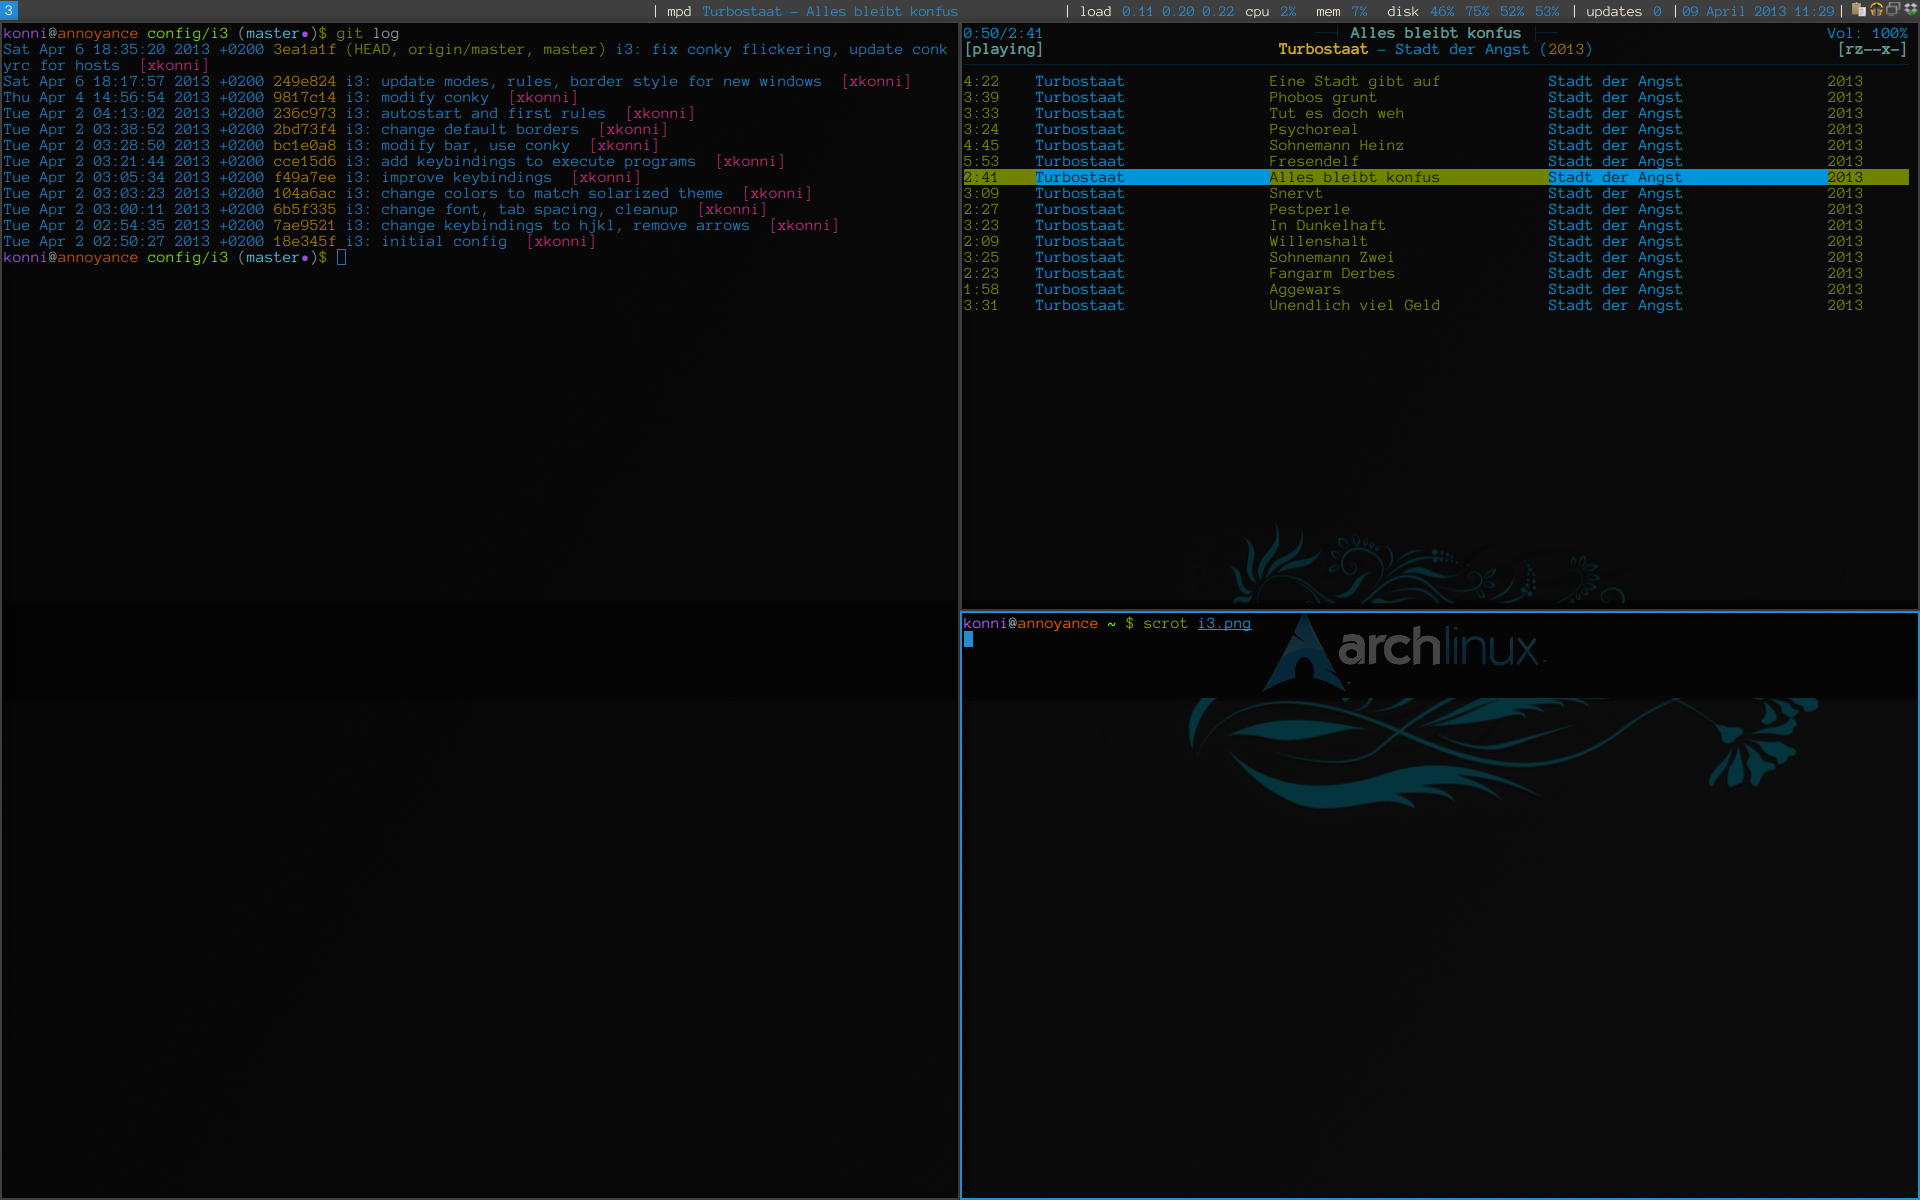 3 | mpd Turbostaat - Alles bleibt konfus | load 0.11 0.20 0.22 cpu 2% mem 7% disk 46% 75% 52% 53% | updates 0 | 09 April 2013 11:29 |
konni@annoyance config/i3 (master●)$ git log
Sat Apr 6 18:35:20 2013 +0200 3ea1a1f (HEAD, origin/master, master) i3: fix conky flickering, update conk
yrc for hosts [xkonni]
Sat Apr 6 18:17:57 2013 +0200 249e824 i3: update modes, rules, border style for new windows [xkonni]
Thu Apr 4 14:56:54 2013 +0200 9817c14 i3: modify conky [xkonni]
Tue Apr 2 04:13:02 2013 +0200 236c973 i3: autostart and first rules [xkonni]
Tue Apr 2 03:38:52 2013 +0200 2bd73f4 i3: change default borders [xkonni]
Tue Apr 2 03:28:50 2013 +0200 bc1e0a8 i3: modify bar, use conky [xkonni]
Tue Apr 2 03:21:44 2013 +0200 cce15d6 i3: add keybindings to execute programs [xkonni]
Tue Apr 2 03:05:34 2013 +0200 f49a7ee i3: improve keybindings [xkonni]
Tue Apr 2 03:03:23 2013 +0200 104a6ac i3: change colors to match solarized theme [xkonni]
Tue Apr 2 03:00:11 2013 +0200 6b5f335 i3: change font, tab spacing, cleanup [xkonni]
Tue Apr 2 02:54:35 2013 +0200 7ae9521 i3: change keybindings to hjkl, remove arrows [xkonni]
Tue Apr 2 02:50:27 2013 +0200 18e345f i3: initial config [xkonni]
konni@annoyance config/i3 (master●)$
0:50/2:41 Alles bleibt konfus Vol: 100%
[playing] Turbostaat - Stadt der Angst (2013) [rz--x-]
4:22 Turbostaat Eine Stadt gibt auf Stadt der Angst 2013
3:39 Turbostaat Phobos grunt Stadt der Angst 2013
3:33 Turbostaat Tut es doch weh Stadt der Angst 2013
3:24 Turbostaat Psychoreal Stadt der Angst 2013
4:45 Turbostaat Sohnemann Heinz Stadt der Angst 2013
5:53 Turbostaat Fresendelf Stadt der Angst 2013
2:41 Turbostaat Alles bleibt konfus Stadt der Angst 2013
3:09 Turbostaat Snervt Stadt der Angst 2013
2:27 Turbostaat Pestperle Stadt der Angst 2013
3:23 Turbostaat In Dunkelhaft Stadt der Angst 2013
2:09 Turbostaat Willenshalt Stadt der Angst 2013
3:25 Turbostaat Sohnemann Zwei Stadt der Angst 2013
2:23 Turbostaat Fangarm Derbes Stadt der Angst 2013
1:58 Turbostaat Aggewars Stadt der Angst 2013
3:31 Turbostaat Unendlich viel Geld Stadt der Angst 2013
konni@annoyance ~ $ scrot i3.png
archlinux